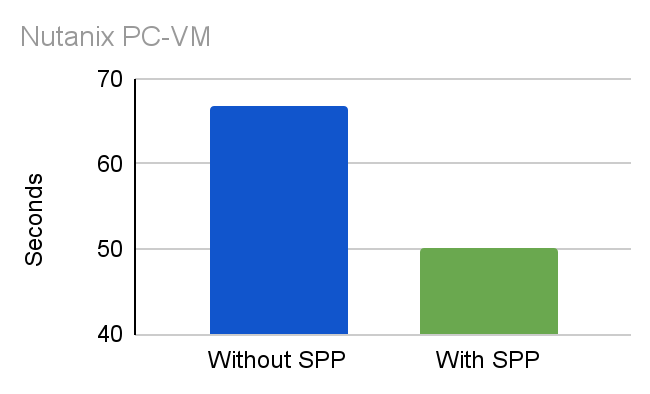 Nutanix PC-VM
70
60
50
40
Seconds
Without SPP
With SPP